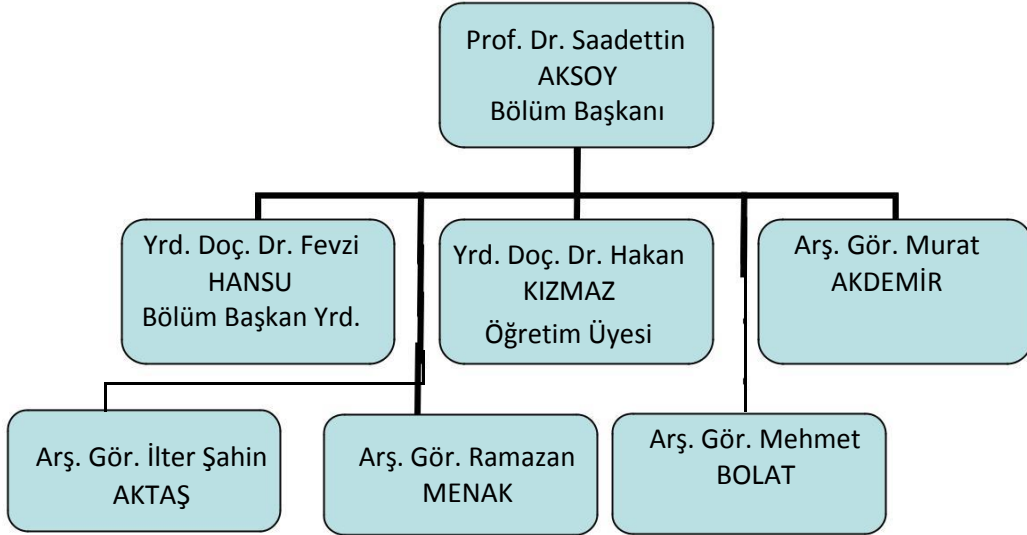 Prof. Dr. Saadettin
AKSOY
Bölüm Başkanı
Yrd. Doç. Dr. Fevzi
HANSU
Bölüm Başkan Yrd.
Yrd. Doç. Dr. Hakan
KIZMAZ
Öğretim Üyesi
Arş. Gör. Murat
AKDEMİR
Arş. Gör. İlter Şahin
AKTAŞ
Arş. Gör. Ramazan
MENAK
Arş. Gör. Mehmet
BOLAT